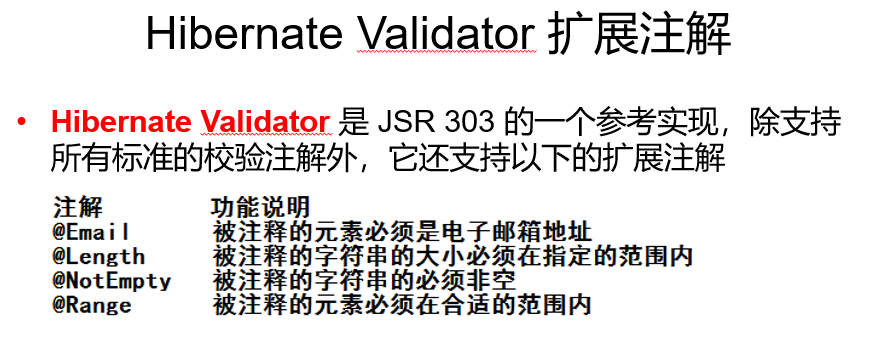 Hibernate Validator 扩展注解
• Hibernate Validator 是 JSR 303 的一个参考实现，除支持
所有标准的校验注解外，它还支持以下的扩展注解
注解 功能说明
@Email 被注释的元素必须是电子邮箱地址
@Length 被注释的字符串的大小必须在指定的范围内
@NotEmpty 被注释的字符串的必须非空
@Range 被注释的元素必须在合适的范围内